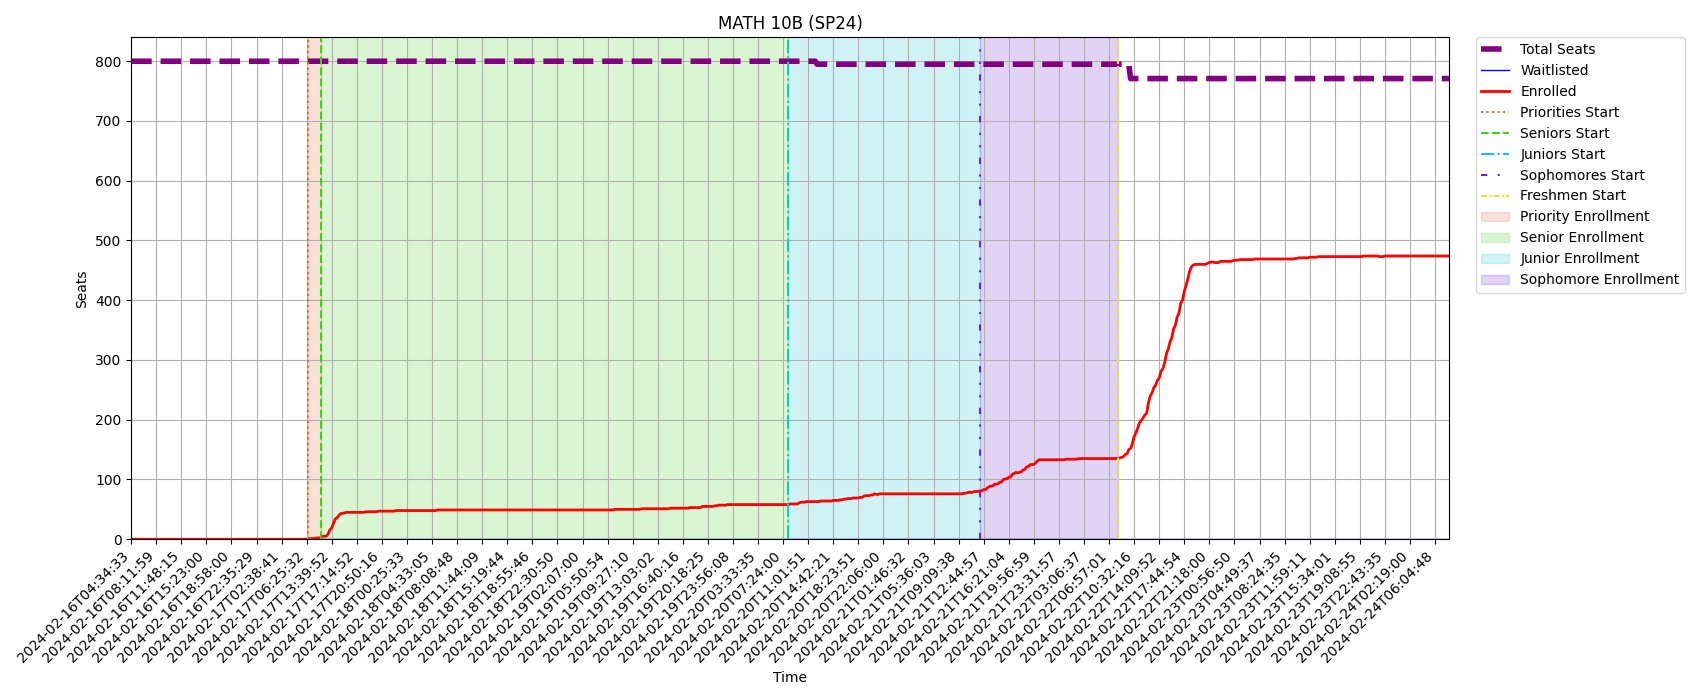 MATH 10B (SP24)
Seats
800
700
600
500
400
300
200
100
0
2024-02-16T04:34:33
2024-02-16T08:11:59
2024-02-16T11:48:15
2024-02-16T15:23:00
2024-02-16T18:58:00
2024-02-16T22:35:29
2024-02-17T02:38:41
2024-02-17T06:25:32
2024-02-17T13:39:52
2024-02-17T17:14:52
2024-02-17T20:50:16
2024-02-18T00:25:33
2024-02-18T04:33:05
2024-02-18T08:08:48
2024-02-18T11:44:09
2024-02-18T15:19:44
2024-02-18T18:55:46
2024-02-18T22:30:50
2024-02-19T02:07:00
2024-02-19T05:50:54
2024-02-19T09:27:10
2024-02-19T13:03:02
2024-02-19T16:40:16
2024-02-19T20:18:25
2024-02-19T23:56:08
2024-02-20T03:33:35
2024-02-20T07:24:00
2024-02-20T11:01:51
2024-02-20T14:42:21
2024-02-20T18:23:51
2024-02-20T22:06:00
2024-02-21T01:46:32
2024-02-21T05:36:03
2024-02-21T09:09:38
2024-02-21T12:44:57
2024-02-21T16:21:04
2024-02-21T19:56:59
2024-02-21T23:31:57
2024-02-22T03:06:37
2024-02-22T06:57:01
2024-02-22T10:32:16
2024-02-22T14:09:52
2024-02-22T17:44:54
2024-02-22T21:18:00
2024-02-23T00:56:50
2024-02-23T04:49:37
2024-02-23T08:24:35
2024-02-23T11:59:11
2024-02-23T15:34:01
2024-02-23T19:08:55
2024-02-23T22:43:35
2024-02-24T02:19:00
2024-02-24T06:04:48
Time
Total Seats
Waitlisted
Enrolled
Priorities Start
Seniors Start
Juniors Start
Sophomores Start
Freshmen Start
Priority Enrollment
Senior Enrollment
Junior Enrollment
Sophomore Enrollment